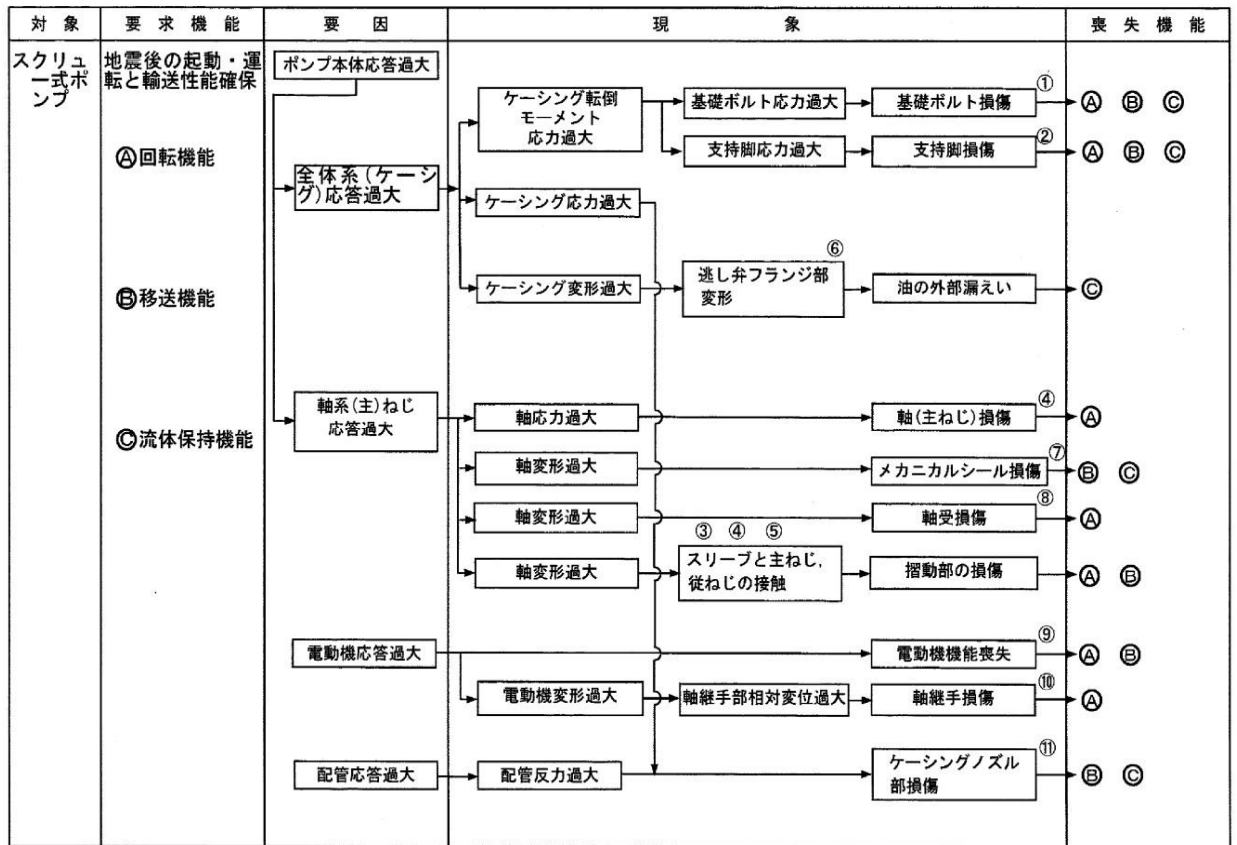 対象
要求機能
要因
現象
喪失機能
スクリュ
ー式ポ
ンプ
地震後の起動・運
転と輸送性能確保
Ⓐ回転機能
Ⓑ移送機能
Ⓒ流体保持機能
ポンプ本体応答過大
全体系(ケーシ
グ)応答過大
ケーシング転倒
モーメント
応力過大
基礎ボルト応力過大
①
基礎ボルト損傷
Ⓐ Ⓑ Ⓒ
支持脚応力過大
②
支持脚損傷
Ⓐ Ⓑ Ⓒ
ケーシング応力過大
ケーシング変形過大
⑥
逃し弁フランジ部
変形
油の外部漏えい
Ⓒ
軸系(主)ねじ
応答過大
軸応力過大
④
軸(主ねじ)損傷
Ⓐ
軸変形過大
⑦
メカニカルシール損傷
Ⓑ Ⓒ
軸変形過大
⑧
軸受損傷
Ⓐ
軸変形過大
③ ④ ⑤
スリーブと主ねじ,
従ねじの接触
摺動部の損傷
Ⓐ Ⓑ
電動機応答過大
⑨
電動機機能喪失
Ⓐ Ⓑ
電動機変形過大
軸継手部相対変位過大
⑩
軸継手損傷
Ⓐ
配管応答過大
配管反力過大
⑪
ケーシングノズル
部損傷
Ⓑ Ⓒ